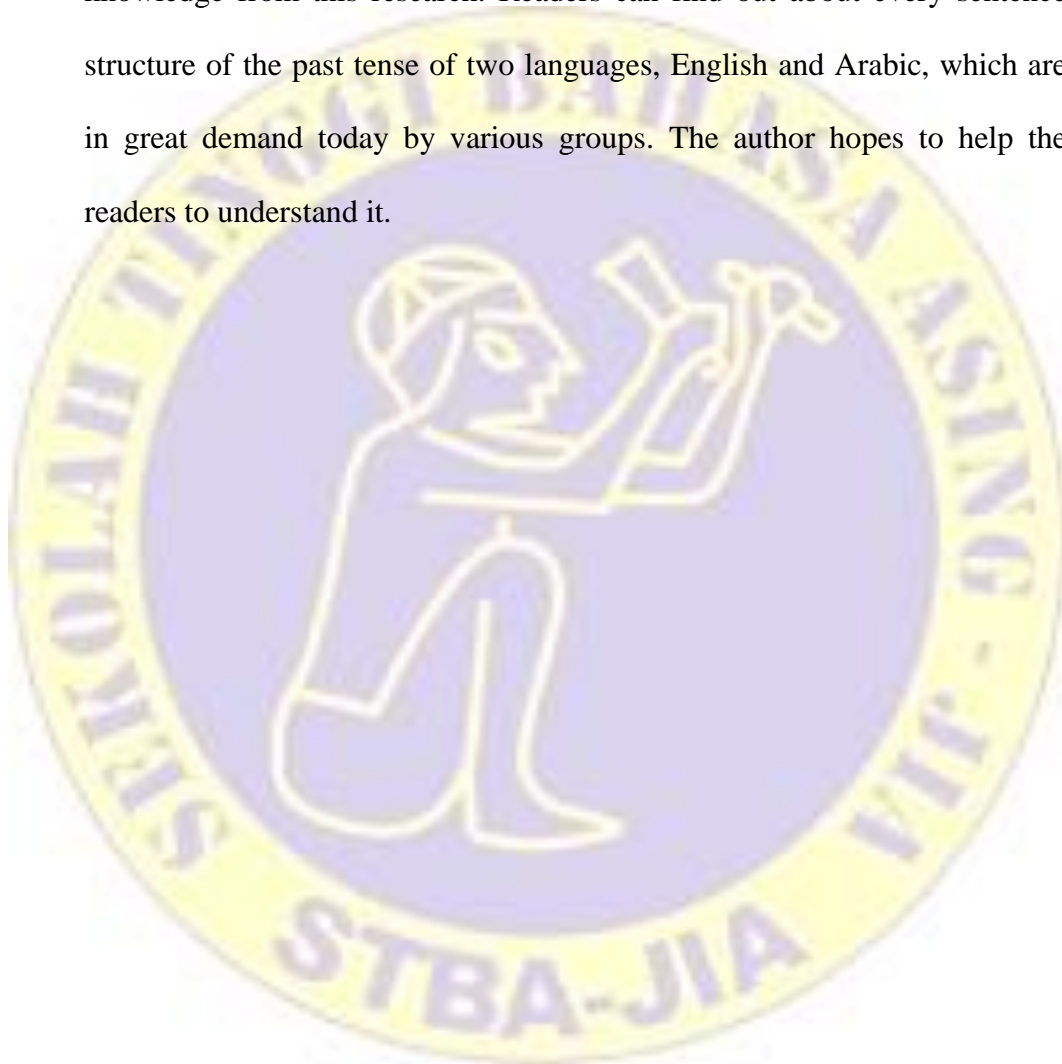 knowledge from this research. Readers can find out about every sentence
structure of the past tense of two languages, English and Arabic, which are
in great demand today by various groups. The author hopes to help the
readers to understand it.
SEKOLAH TINGGI BAHASA ASING - JIA
STBA-JIA